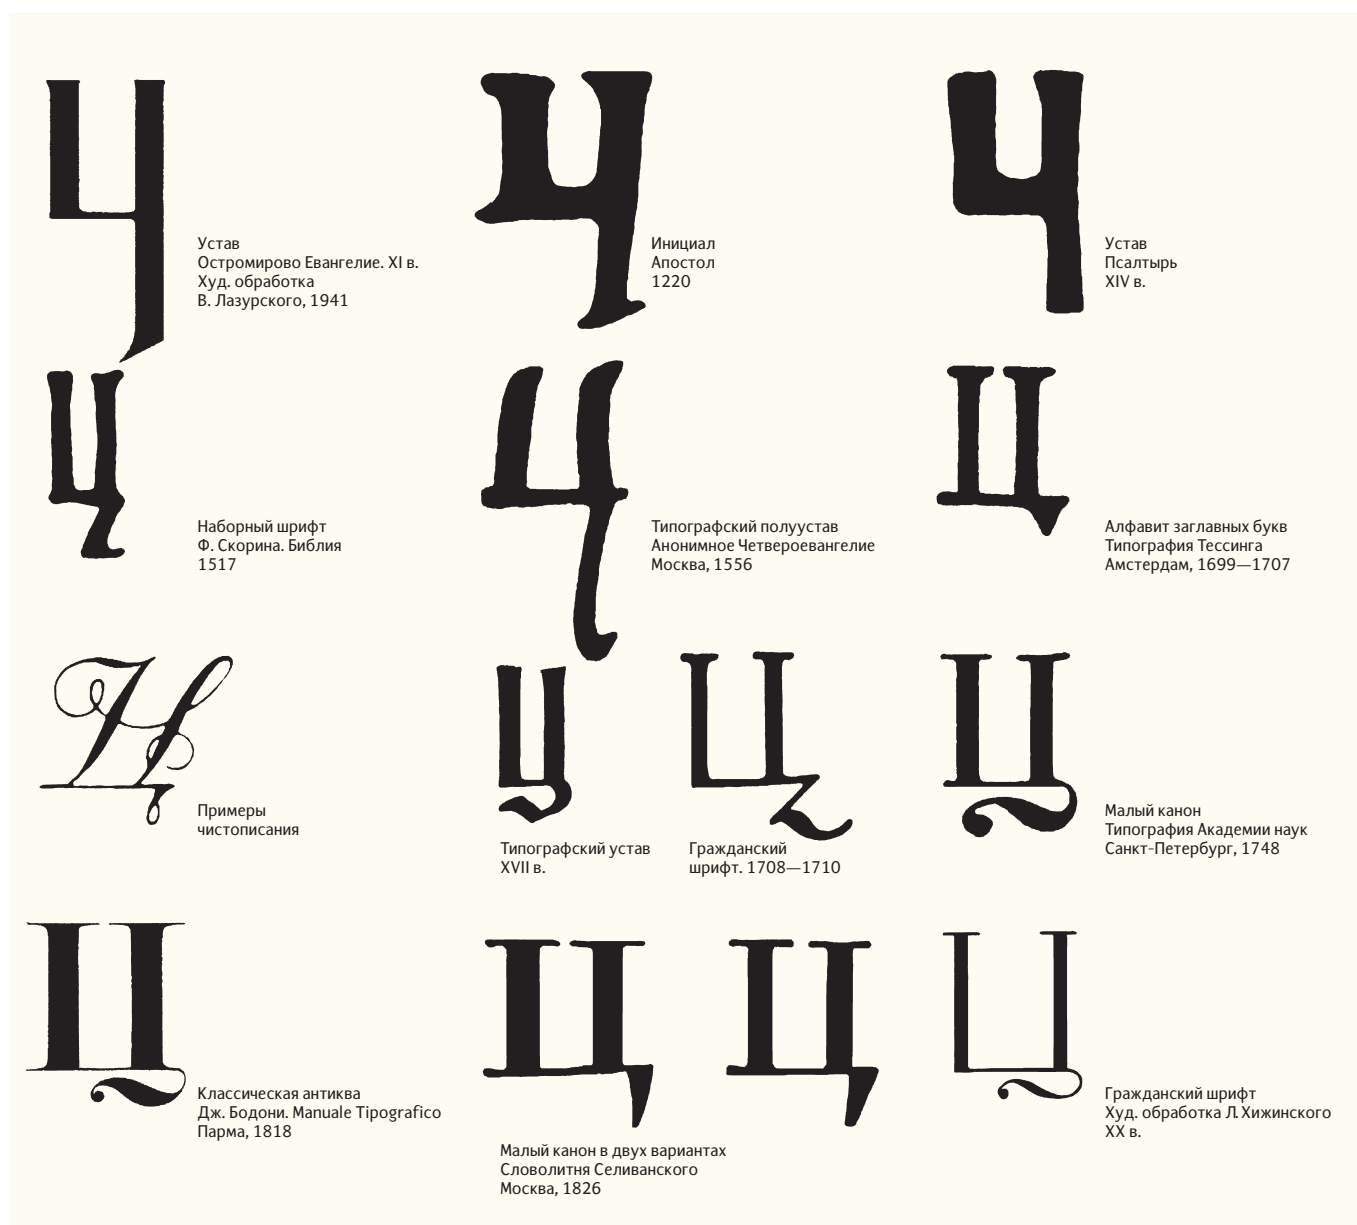 Ц
Устав
Остромирово Евангелие. XI в.
Худ. обработка
В. Лазурского, 1941
Ц
Инициал
Апостол
1220
Ц
Устав
Псалтырь
XIV в.
Ц
Наборный шрифт
Ф. Скорина. Библия
1517
Ц
Типографский полуустав
Анонимное Четвероевангелие
Москва, 1556
Ц
Алфавит заглавных букв
Типография Тессинга
Амстердам, 1699—1707
Ц
Примеры
чистописания
Ц
Типографский устав
XVII в.
Ц
Гражданский
шрифт. 1708—1710
Ц
Малый канон
Типография Академии наук
Санкт-Петербург, 1748
Ц
Классическая антиква
Дж. Бодони. Manuale Tipografico
Парма, 1818
Ц Ц
Малый канон в двух вариантах
Словолитня Селиванского
Москва, 1826
Ц
Гражданский шрифт
Худ. обработка Л. Хижинского
XX в.